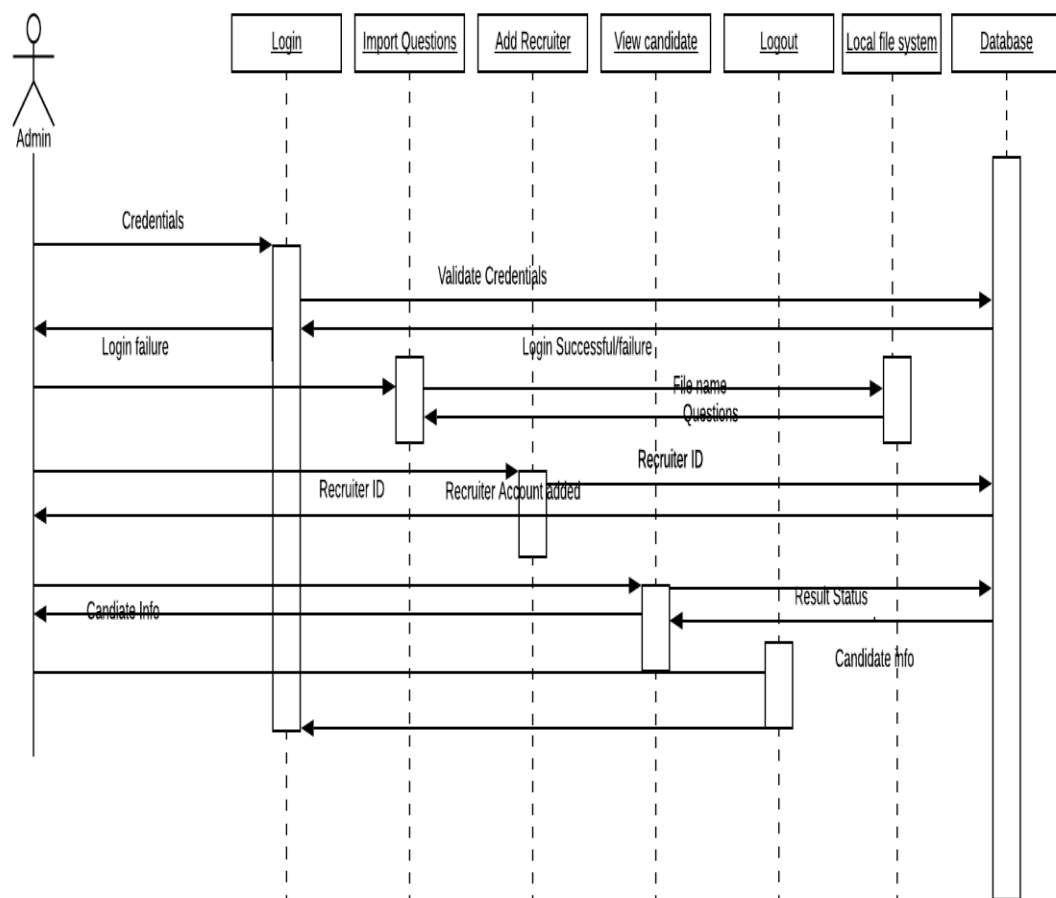 Login
Import Questions
Add Recruiter
View candidate
Logout
Local file system
Database
Admin
Credentials
Validate Credentials
Login failure
Login Successful/failure
File name
Questions
Recruiter ID
Recruiter ID
Recruiter Account added
Candiate Info
Result Status
Candidate info